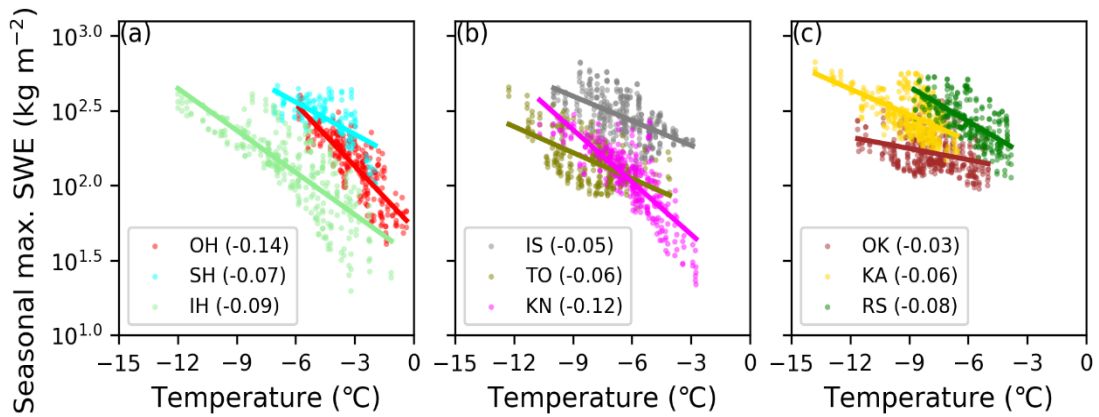 Seasonal max. SWE (kg m⁻²)
10^3.0
10^2.5
10^2.0
10^1.5
10^1.0
(a)
OH (-0.14)
SH (-0.07)
IH (-0.09)
−15 −12 −9 −6 −3 0
Temperature (℃)
(b)
IS (-0.05)
TO (-0.06)
KN (-0.12)
−15 −12 −9 −6 −3 0
Temperature (℃)
(c)
OK (-0.03)
KA (-0.06)
RS (-0.08)
−15 −12 −9 −6 −3 0
Temperature (℃)